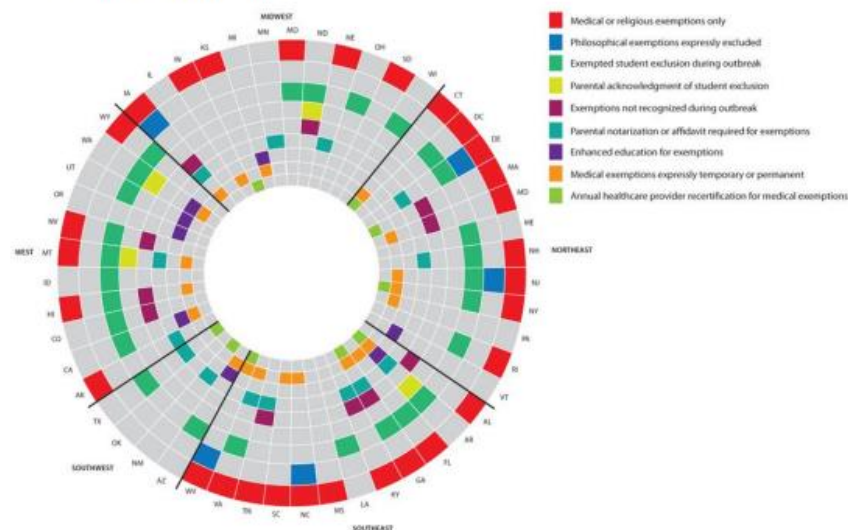 MIDWEST
MO
ND
NE
OH
SD
WI
CT
DC
DE
MA
MD
ME
NH
NORTHEAST
NJ
NY
PA
RI
VT
AL
AR
FL
GA
KY
LA
MS
NC
SOUTHEAST
SC
TN
VA
WV
AZ
NM
SOUTHWEST
OK
TX
AK
CA
CO
HI
ID
MT
WEST
NV
OR
UT
WA
WY
IA
IL
IN
KS
MI
MN
Medical or religious exemptions only
Philosophical exemptions expressly excluded
Exempted student exclusion during outbreak
Parental acknowledgment of student exclusion
Exemptions not recognized during outbreak
Parental notarization or affidavit required for exemptions
Enhanced education for exemptions
Medical exemptions expressly temporary or permanent
Annual healthcare provider recertification for medical exemptions